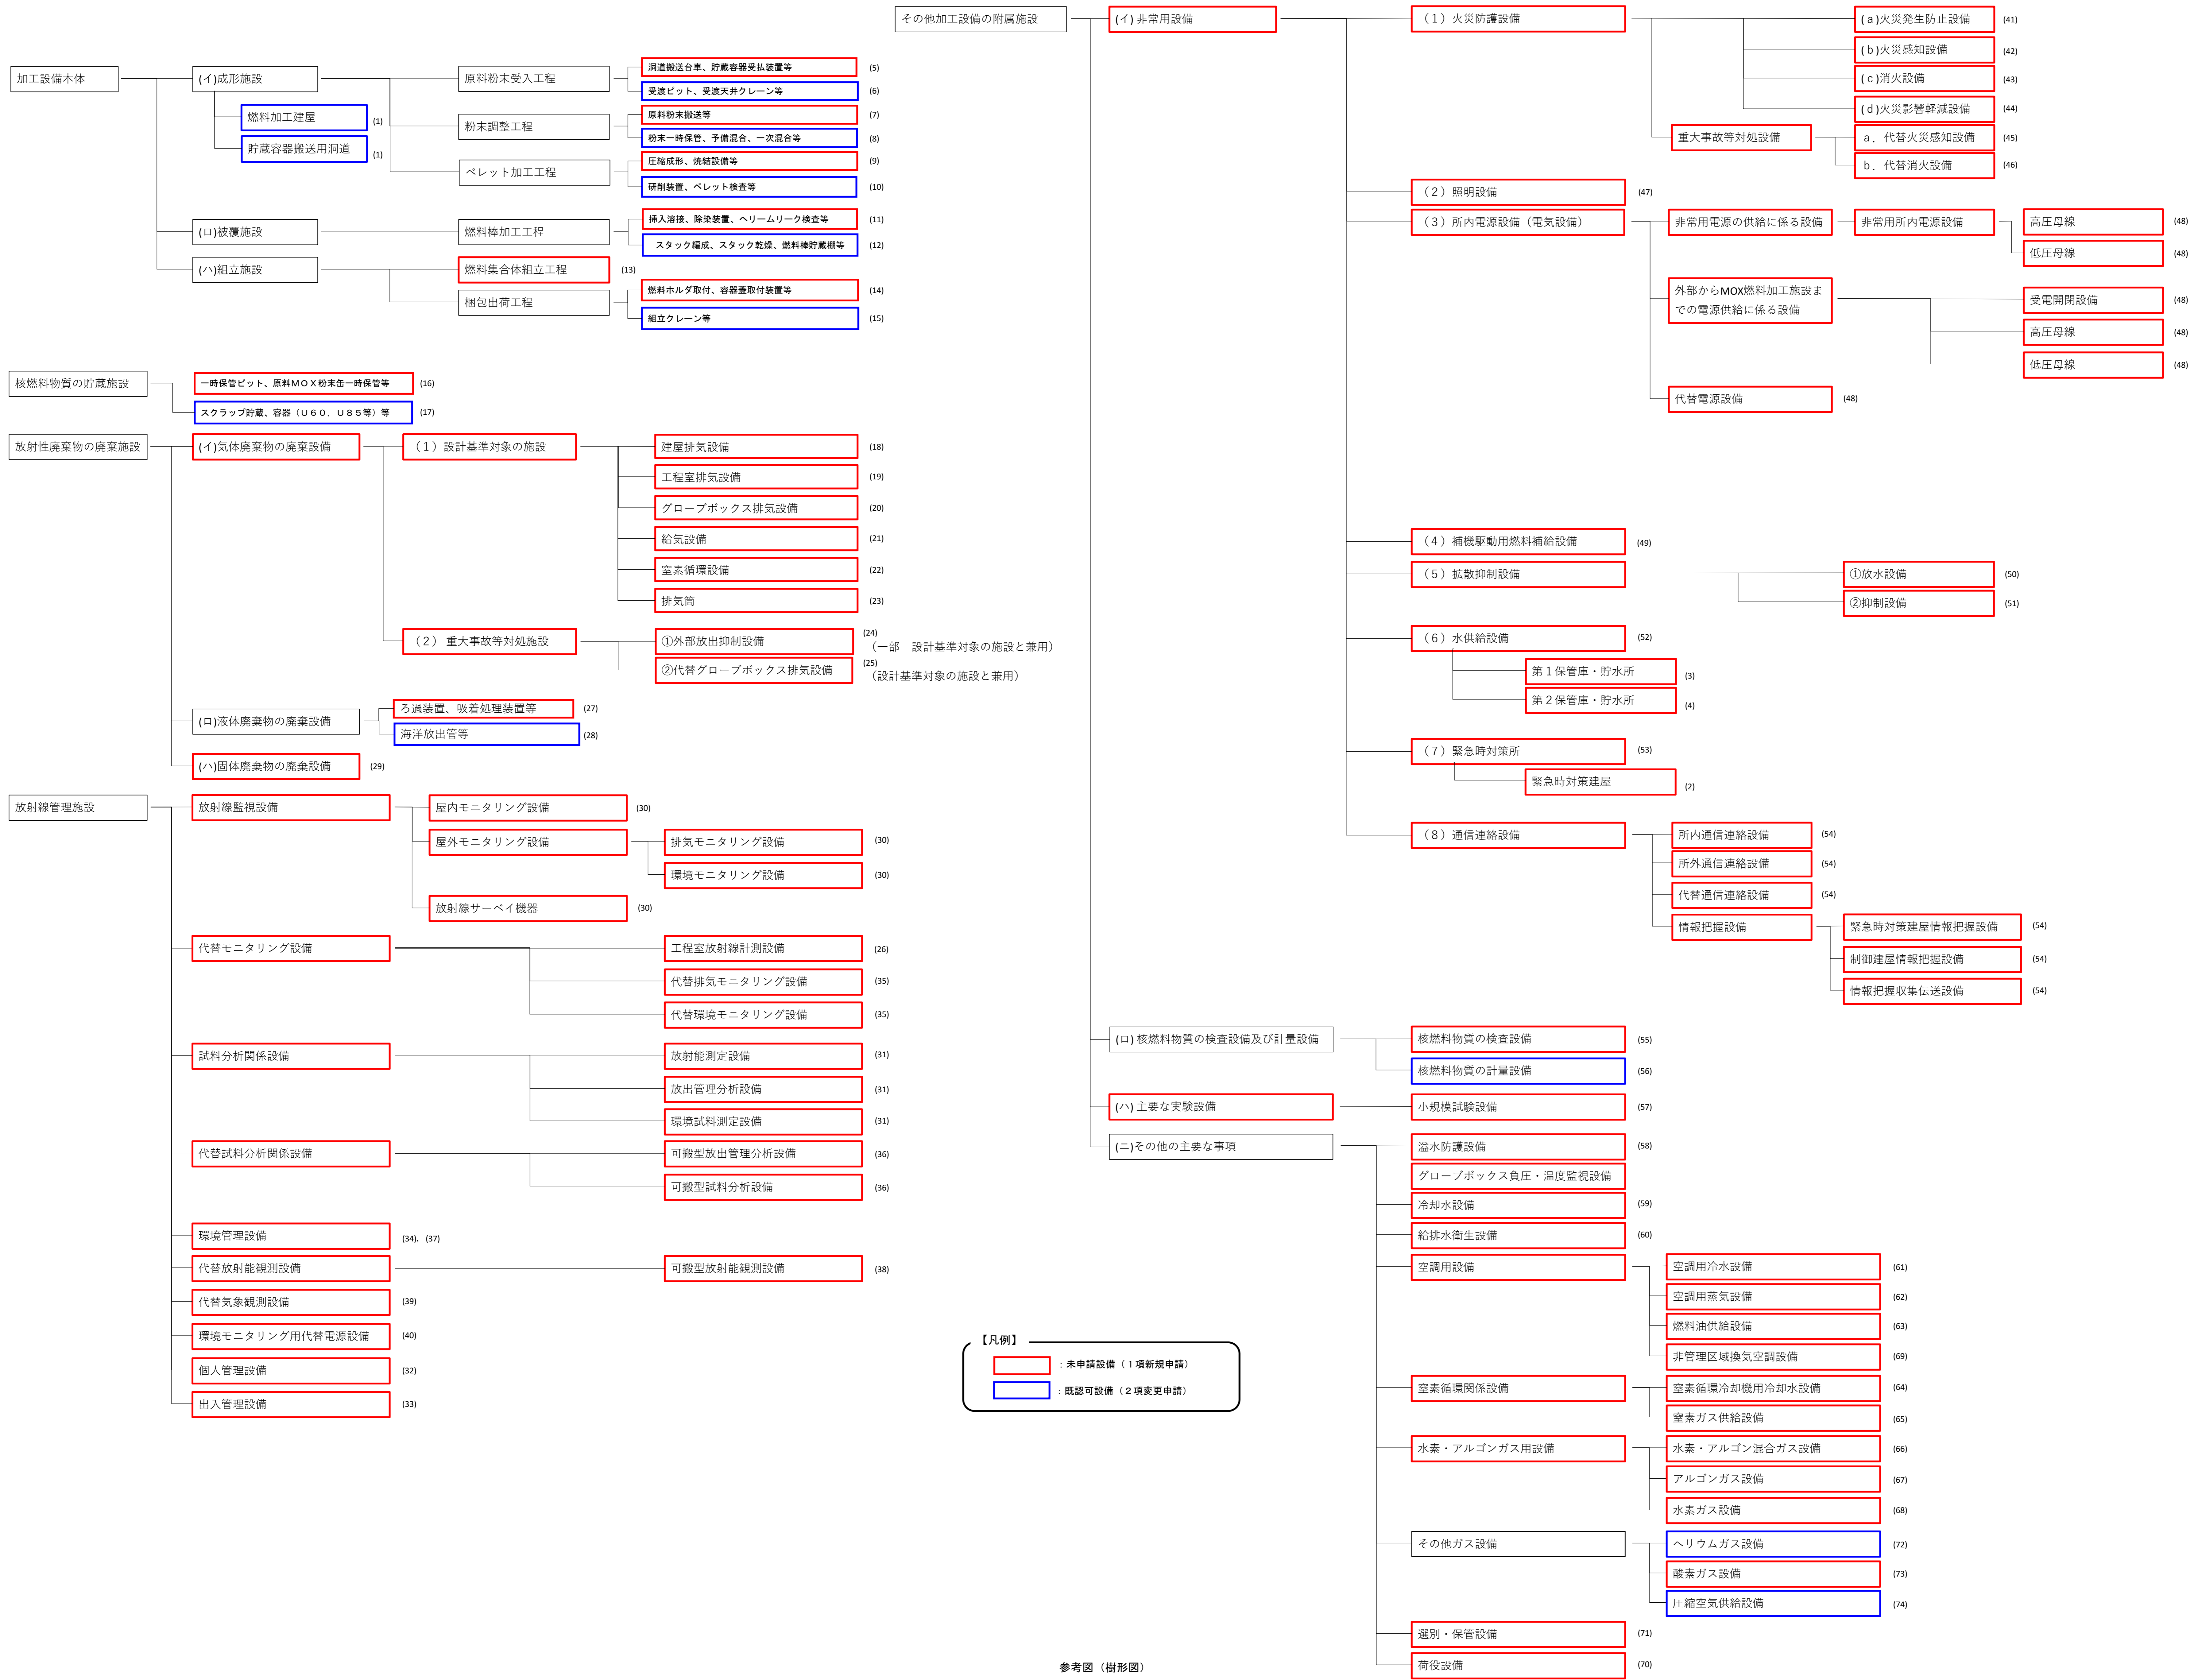 加工設備本体
(イ)成形施設
燃料加工建屋
(1)
貯蔵容器搬送用洞道
(1)
原料粉末受入工程
洞道搬送台車、貯蔵容器受払装置等
(5)
受渡ピット、受渡天井クレーン等
(6)
粉末調整工程
原料粉末搬送等
(7)
粉末一時保管、予備混合、一次混合等
(8)
ペレット加工工程
圧縮成形、焼結設備等
(9)
研削装置、ペレット検査等
(10)
(ロ)被覆施設
燃料棒加工工程
挿入溶接、除染装置、ヘリームリーク検査等
(11)
スタック編成、スタック乾燥、燃料棒貯蔵棚等
(12)
(ハ)組立施設
燃料集合体組立工程
(13)
梱包出荷工程
燃料ホルダ取付、容器蓋取付装置等
(14)
組立クレーン等
(15)
核燃料物質の貯蔵施設
一時保管ピット、原料ＭＯＸ粉末缶一時保管等
(16)
スクラップ貯蔵、容器（Ｕ６０．Ｕ８５等）等
(17)
放射性廃棄物の廃棄施設
(イ)気体廃棄物の廃棄設備
（１）設計基準対象の施設
建屋排気設備
(18)
工程室排気設備
(19)
グローブボックス排気設備
(20)
給気設備
(21)
窒素循環設備
(22)
排気筒
(23)
（２） 重大事故等対処施設
①外部放出抑制設備
(24)
（一部　設計基準対象の施設と兼用）
②代替グローブボックス排気設備
(25)
（設計基準対象の施設と兼用）
(ロ)液体廃棄物の廃棄設備
ろ過装置、吸着処理装置等
(27)
海洋放出管等
(28)
(ハ)固体廃棄物の廃棄設備
(29)
放射線管理施設
放射線監視設備
屋内モニタリング設備
(30)
屋外モニタリング設備
排気モニタリング設備
(30)
環境モニタリング設備
(30)
放射線サーベイ機器
(30)
代替モニタリング設備
工程室放射線計測設備
(26)
代替排気モニタリング設備
(35)
代替環境モニタリング設備
(35)
試料分析関係設備
放射能測定設備
(31)
放出管理分析設備
(31)
環境試料測定設備
(31)
代替試料分析関係設備
可搬型放出管理分析設備
(36)
可搬型試料分析設備
(36)
環境管理設備
(34)，(37)
代替放射能観測設備
可搬型放射能観測設備
(38)
代替気象観測設備
(39)
環境モニタリング用代替電源設備
(40)
個人管理設備
(32)
出入管理設備
(33)
その他加工設備の附属施設
(イ) 非常用設備
（１）火災防護設備
(ａ)火災発生防止設備
(41)
(ｂ)火災感知設備
(42)
(ｃ)消火設備
(43)
(ｄ)火災影響軽減設備
(44)
重大事故等対処設備
ａ．代替火災感知設備
(45)
ｂ．代替消火設備
(46)
（２）照明設備
(47)
（３）所内電源設備（電気設備）
非常用電源の供給に係る設備
非常用所内電源設備
高圧母線
(48)
低圧母線
(48)
外部からMOX燃料加工施設ま
での電源供給に係る設備
受電開閉設備
(48)
高圧母線
(48)
低圧母線
(48)
代替電源設備
(48)
（４）補機駆動用燃料補給設備
(49)
（５）拡散抑制設備
①放水設備
(50)
②抑制設備
(51)
（６）水供給設備
(52)
第１保管庫・貯水所
(3)
第２保管庫・貯水所
(4)
（７）緊急時対策所
(53)
緊急時対策建屋
(2)
（８）通信連絡設備
所内通信連絡設備
(54)
所外通信連絡設備
(54)
代替通信連絡設備
(54)
情報把握設備
緊急時対策建屋情報把握設備
(54)
制御建屋情報把握設備
(54)
情報把握収集伝送設備
(54)
(ロ) 核燃料物質の検査設備及び計量設備
核燃料物質の検査設備
(55)
核燃料物質の計量設備
(56)
(ハ) 主要な実験設備
小規模試験設備
(57)
(ニ)その他の主要な事項
溢水防護設備
(58)
グローブボックス負圧・温度監視設備
冷却水設備
(59)
給排水衛生設備
(60)
空調用設備
空調用冷水設備
(61)
空調用蒸気設備
(62)
燃料油供給設備
(63)
非管理区域換気空調設備
(69)
窒素循環関係設備
窒素循環冷却機用冷却水設備
(64)
窒素ガス供給設備
(65)
水素・アルゴンガス用設備
水素・アルゴン混合ガス設備
(66)
アルゴンガス設備
(67)
水素ガス設備
(68)
その他ガス設備
ヘリウムガス設備
(72)
酸素ガス設備
(73)
圧縮空気供給設備
(74)
選別・保管設備
(71)
荷役設備
(70)
【凡例】
：未申請設備（１項新規申請）
：既認可設備（２項変更申請）
参考図（樹形図）